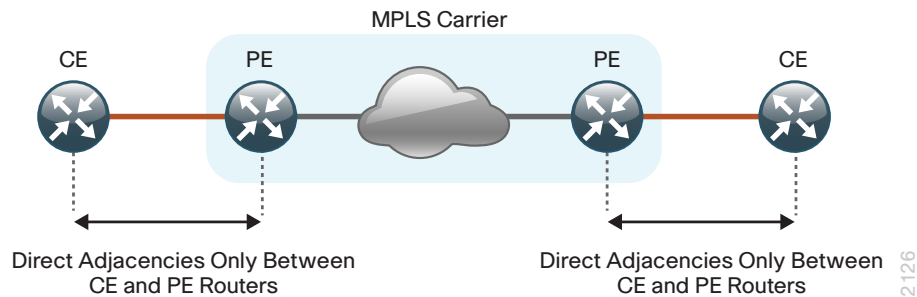 MPLS Carrier
CE
PE
PE
CE
Direct Adjacencies Only Between
CE and PE Routers
Direct Adjacencies Only Between
CE and PE Routers
2126